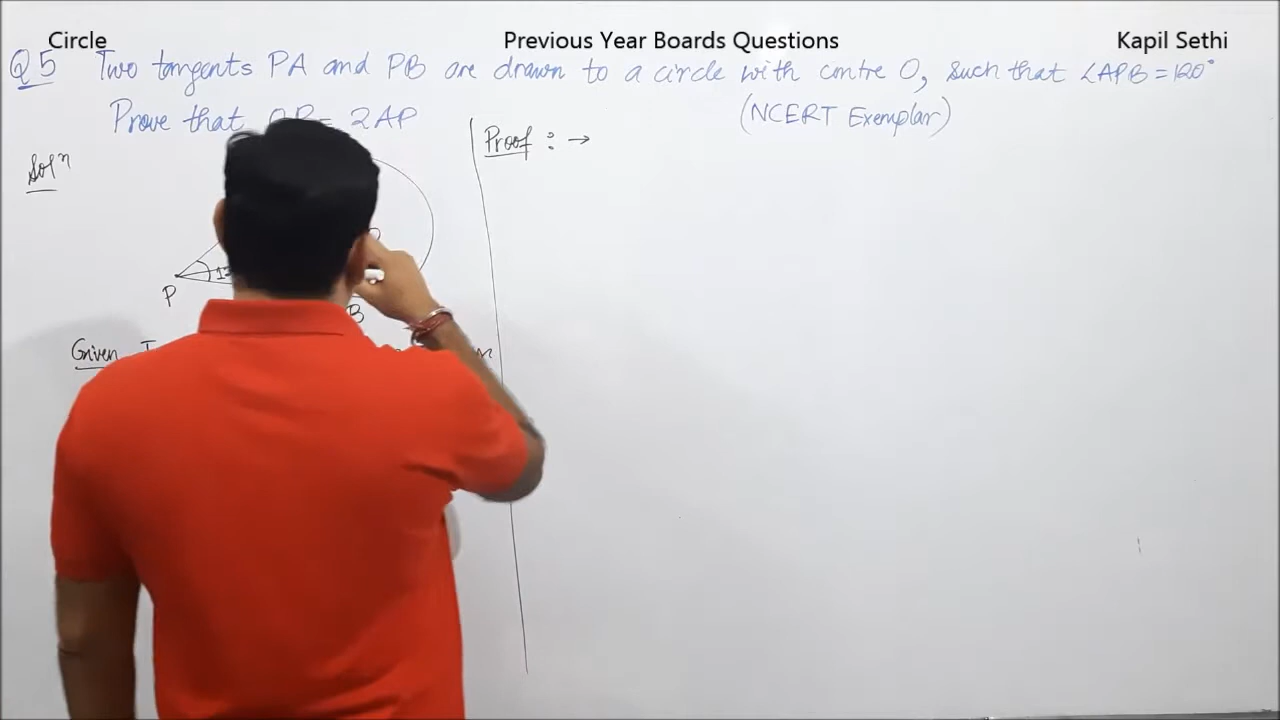 Circle Previous Year Boards Questions Kapil Sethi
Q5 Two tangents PA and PB are drawn to a circle with centre O, such that ∠APB = 120°
Prove that = 2AP (NCERT Exemplar)
Solⁿ
Proof : →
P
B
Given